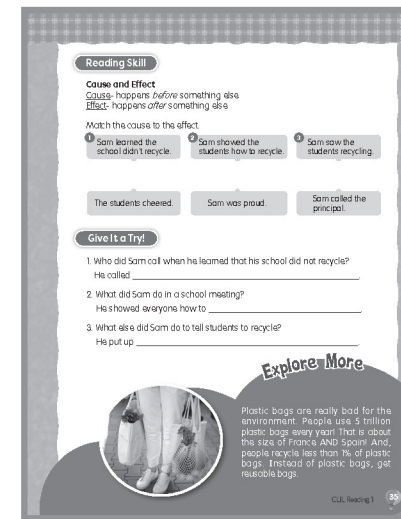 Reading Skill
Cause and Effect
Cause- happens before something else
Effect- happens after something else
Match the cause to the effect.
1 Sam learned the
school didn't recycle.
2 Sam showed the
students how to recycle.
3 Sam saw the
students recycling.
The students cheered.
Sam was proud.
Sam called the
principal.
Give It a Try!
1. Who did Sam call when he learned that his school did not recycle?
He called
2. What did Sam do in a school meeting?
He showed everyone how to
3. What else did Sam do to tell students to recycle?
He put up
Explore More
Plastic bags are really bad for the
environment. People use 5 trillion
plastic bags every year! That is about
the size of France AND Spain! And,
people recycle less than 1% of plastic
bags. Instead of plastic bags, get
reusable bags.
CLIL Reading 1 35